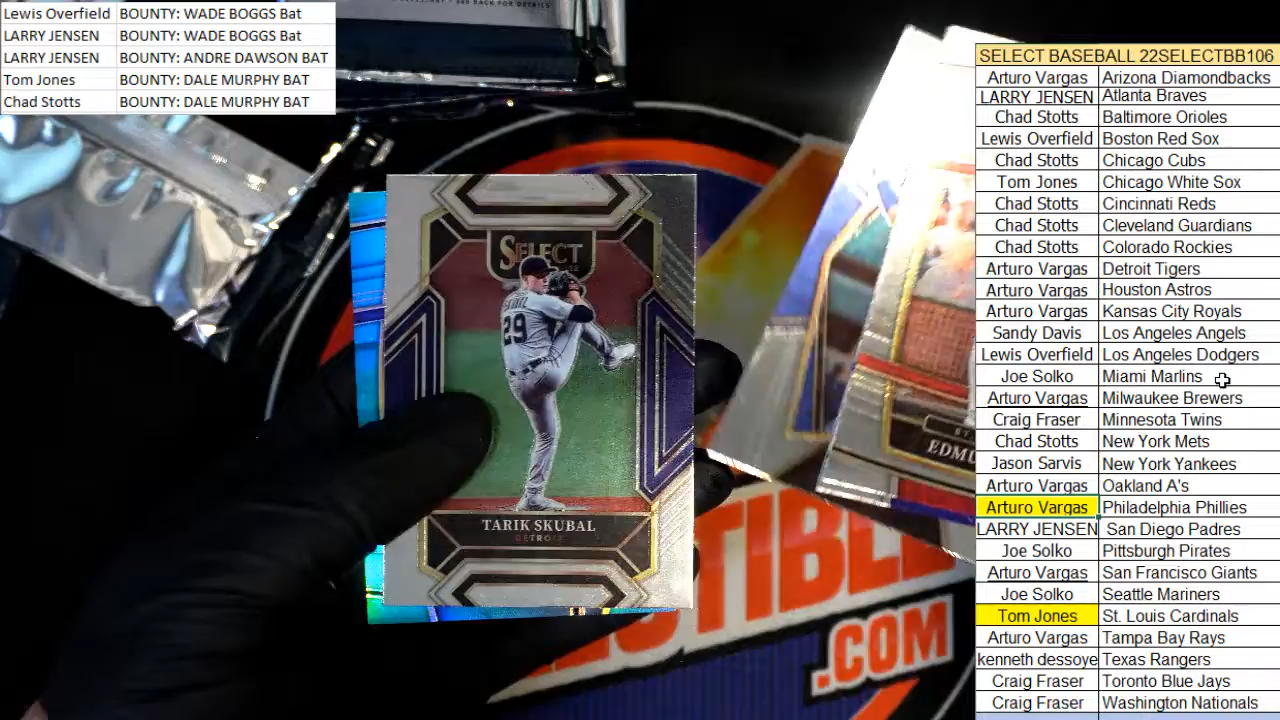 Lewis Overfield BOUNTY: WADE BOGGS Bat
LARRY JENSEN BOUNTY: WADE BOGGS Bat
LARRY JENSEN BOUNTY: ANDRE DAWSON BAT
Tom Jones BOUNTY: DALE MURPHY BAT
Chad Stotts BOUNTY: DALE MURPHY BAT
BACK FOR DETAILS
SELECT
29
TARIK SKUBAL
DETROIT
EDMU
CTIBL
.COM
SELECT BASEBALL 22SELECTBB106
Arturo Vargas Arizona Diamondbacks
LARRY JENSEN Atlanta Braves
Chad Stotts Baltimore Orioles
Lewis Overfield Boston Red Sox
Chad Stotts Chicago Cubs
Tom Jones Chicago White Sox
Chad Stotts Cincinnati Reds
Chad Stotts Cleveland Guardians
Chad Stotts Colorado Rockies
Arturo Vargas Detroit Tigers
Arturo Vargas Houston Astros
Arturo Vargas Kansas City Royals
Sandy Davis Los Angeles Angels
Lewis Overfield Los Angeles Dodgers
Joe Solko Miami Marlins
Arturo Vargas Milwaukee Brewers
Craig Fraser Minnesota Twins
Chad Stotts New York Mets
Jason Sarvis New York Yankees
Arturo Vargas Oakland A's
Arturo Vargas Philadelphia Phillies
LARRY JENSEN San Diego Padres
Joe Solko Pittsburgh Pirates
Arturo Vargas San Francisco Giants
Joe Solko Seattle Mariners
Tom Jones St. Louis Cardinals
Arturo Vargas Tampa Bay Rays
kenneth dessoye Texas Rangers
Craig Fraser Toronto Blue Jays
Craig Fraser Washington Nationals